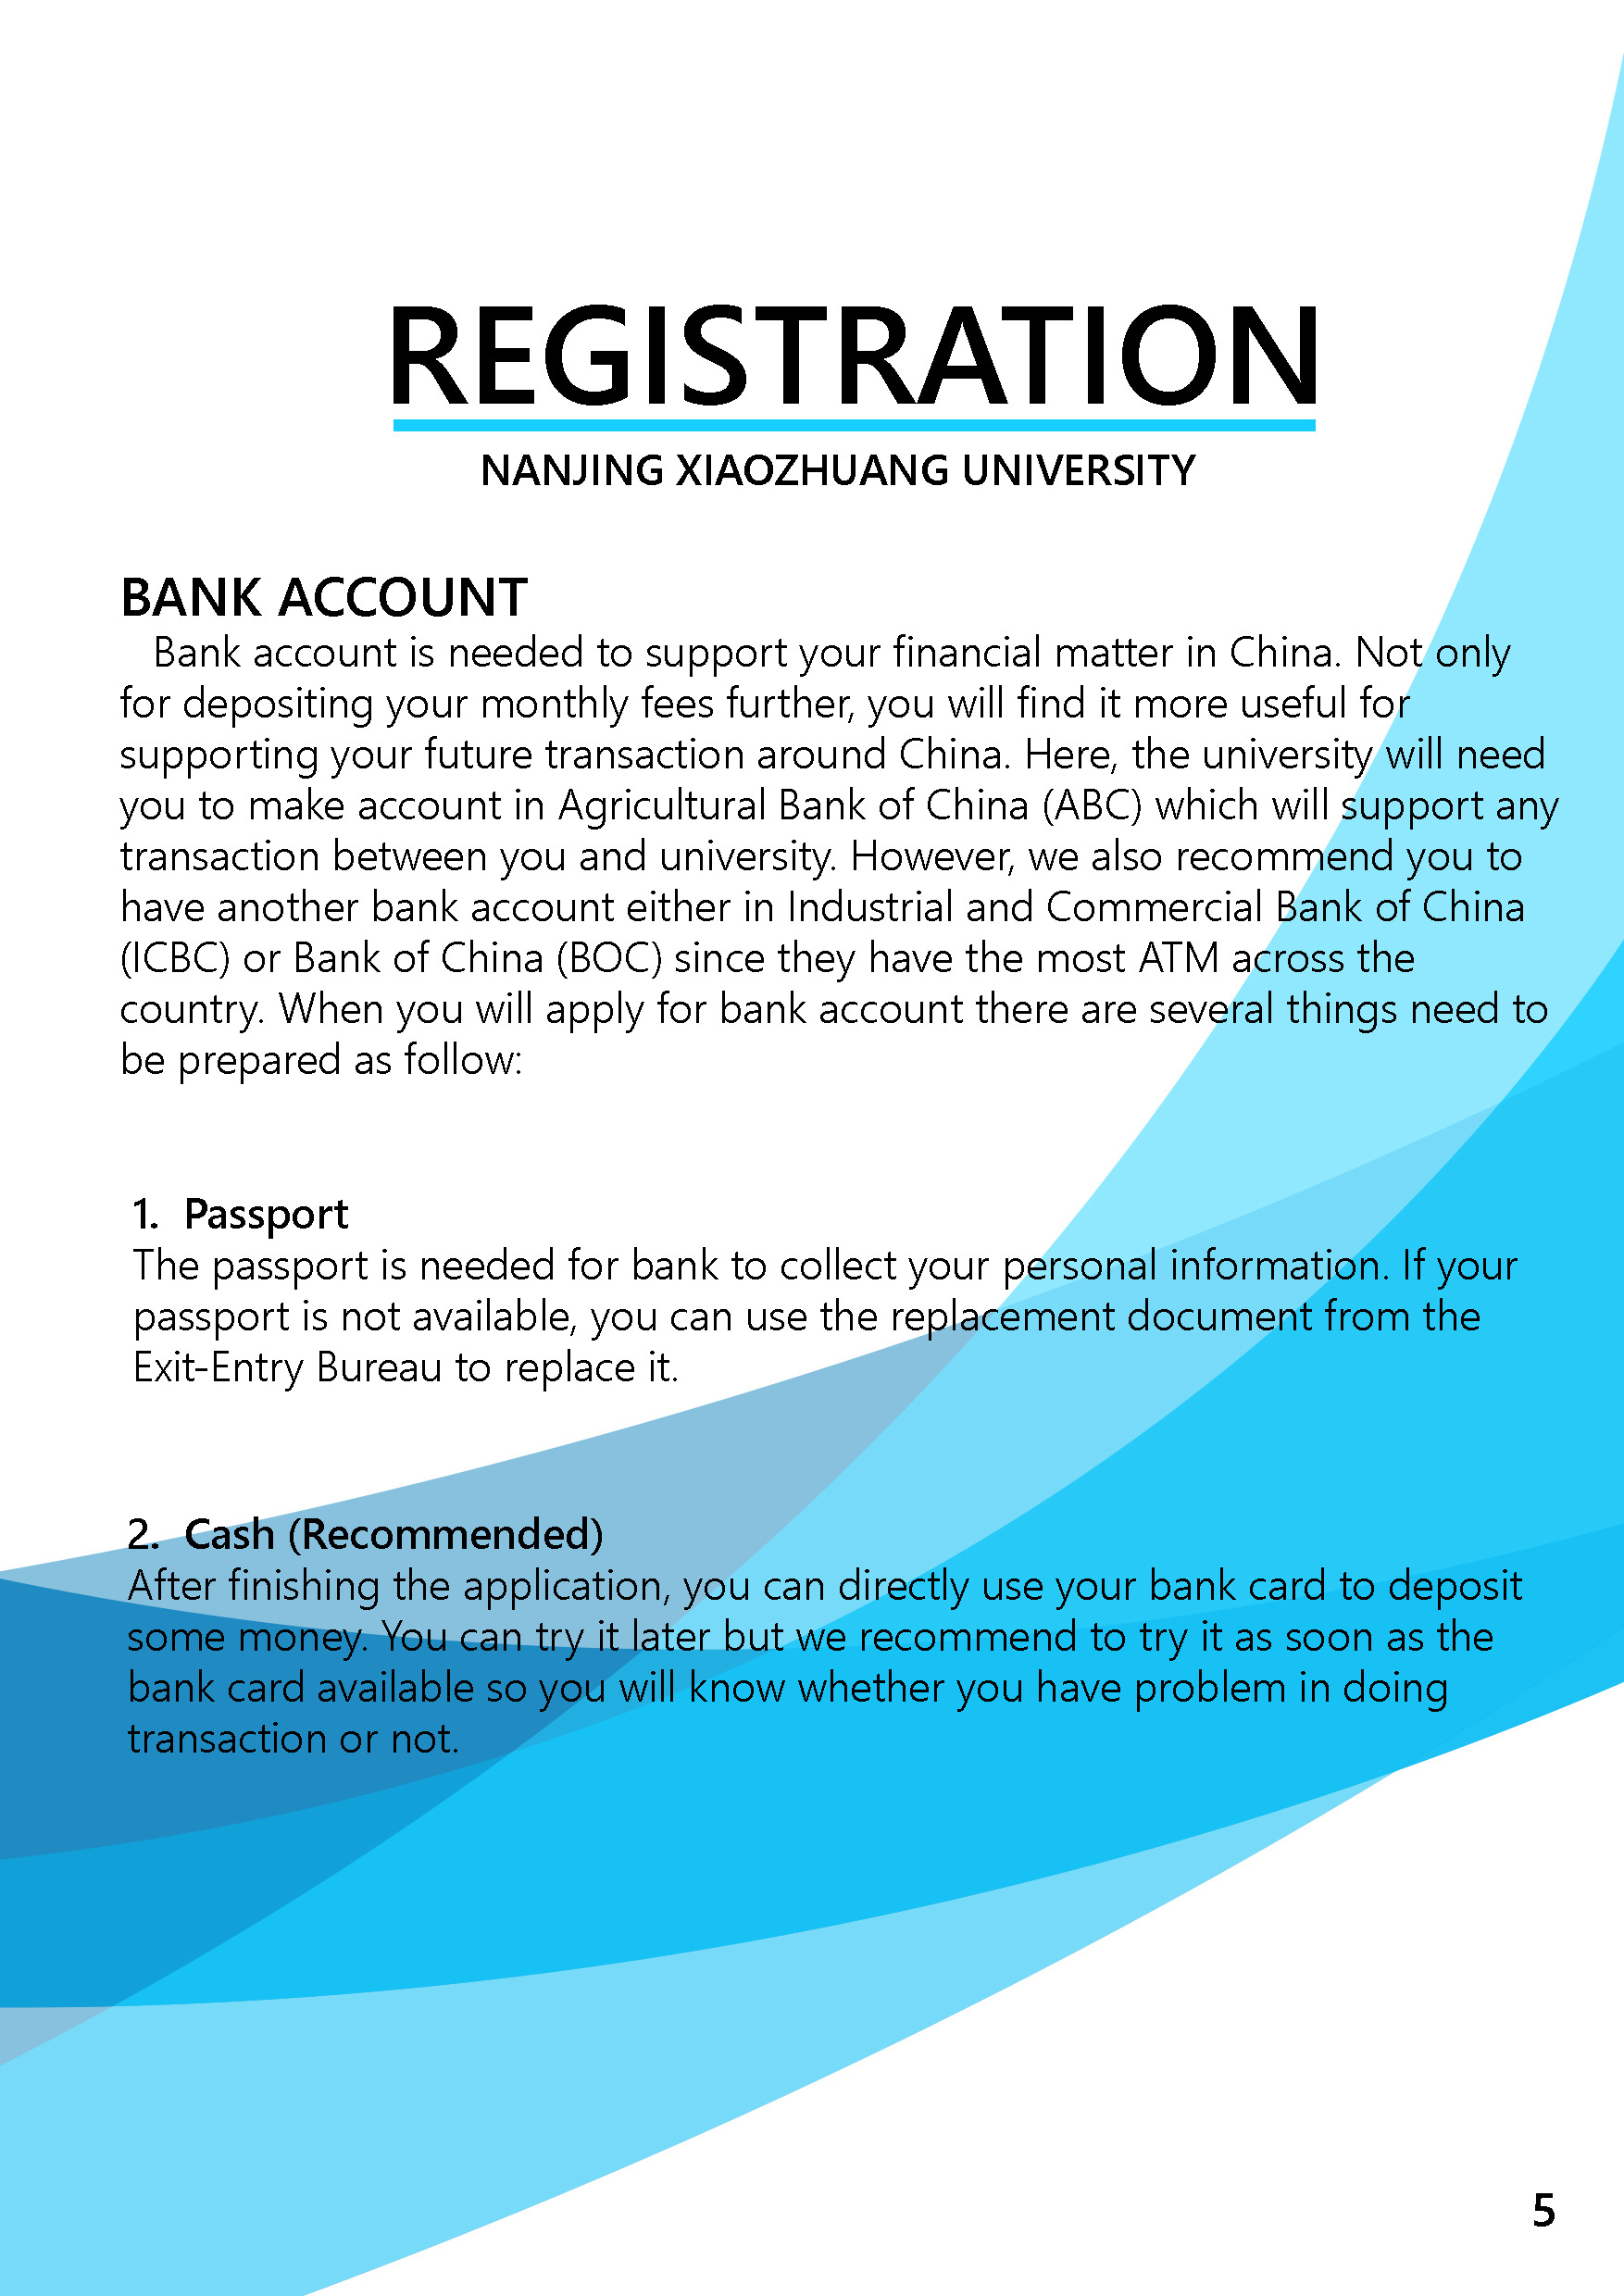 REGISTRATION
NANJING XIAOZHUANG UNIVERSITY
BANK ACCOUNT
Bank account is needed to support your financial matter in China. Not only
for depositing your monthly fees further, you will find it more useful for
supporting your future transaction around China. Here, the university will need
you to make account in Agricultural Bank of China (ABC) which will support any
transaction between you and university. However, we also recommend you to
have another bank account either in Industrial and Commercial Bank of China
(ICBC) or Bank of China (BOC) since they have the most ATM across the
country. When you will apply for bank account there are several things need to
be prepared as follow:
1. Passport
The passport is needed for bank to collect your personal information. If your
passport is not available, you can use the replacement document from the
Exit-Entry Bureau to replace it.
2. Cash (Recommended)
After finishing the application, you can directly use your bank card to deposit
some money. You can try it later but we recommend to try it as soon as the
bank card available so you will know whether you have problem in doing
transaction or not.
5